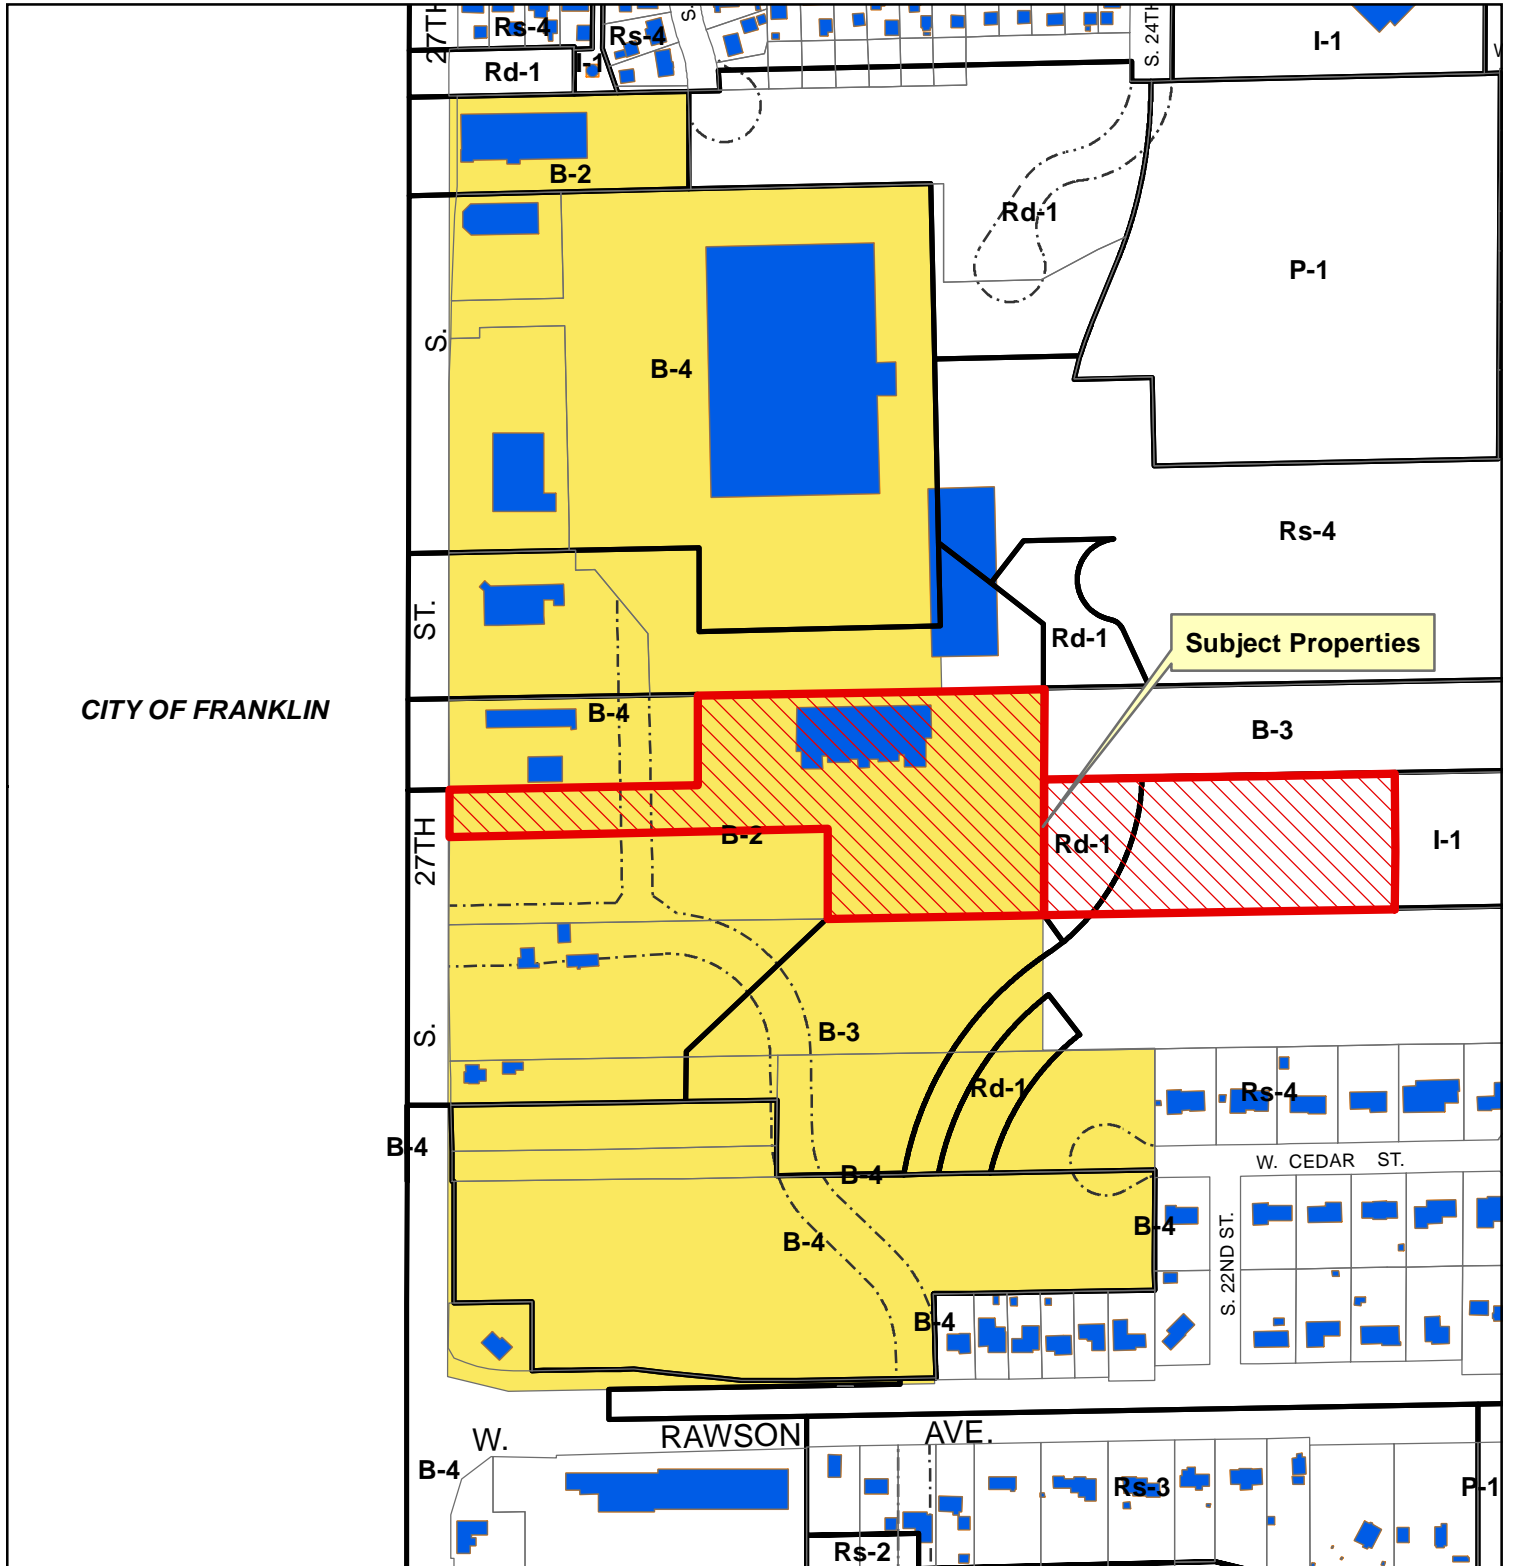 27TH
Rs-4
Rs-4
S.
S. 24TH
I-1
Rd-1
I-1
B-2
Rd-1
P-1
S.
B-4
Rs-4
ST.
Rd-1
Subject Properties
CITY OF FRANKLIN
B-4
B-3
27TH
B-2
Rd-1
I-1
S.
B-3
Rd-1
Rs-4
B-4
B-4
W. CEDAR ST.
B-4
B-4
S. 22ND ST.
B-4
W. RAWSON AVE.
B-4
Rs-3
P-1
Rs-2